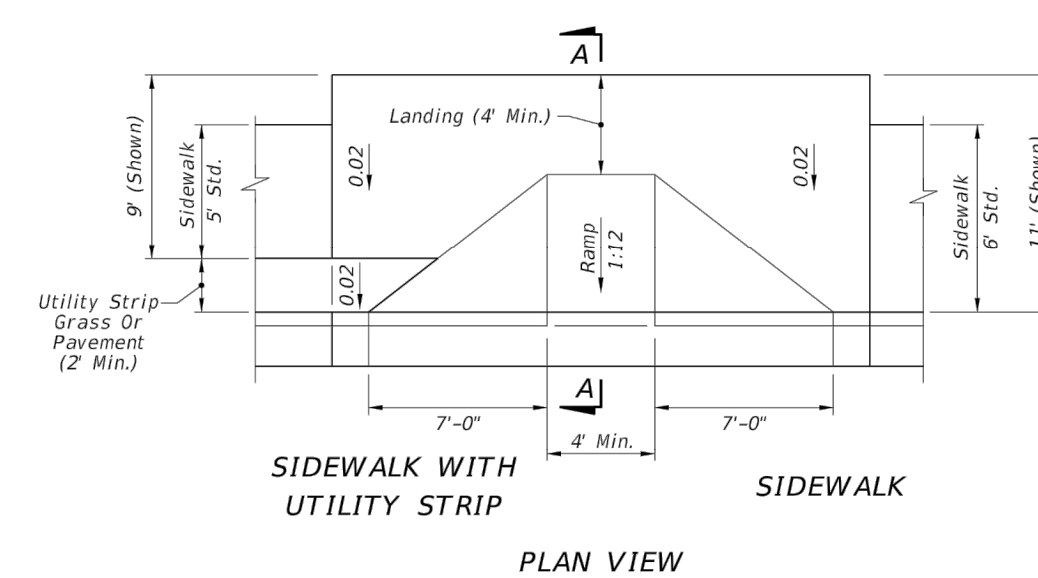 A
Landing (4' Min.)
9' (Shown)
Sidewalk
5' Std.
0.02
0.02
Sidewalk
6' Std.
11' (Shown)
Ramp
1:12
0.02
Utility Strip
Grass Or
Pavement
(2' Min.)
A
7'-0"
7'-0"
4' Min.
SIDEWALK WITH
UTILITY STRIP
SIDEWALK
PLAN VIEW